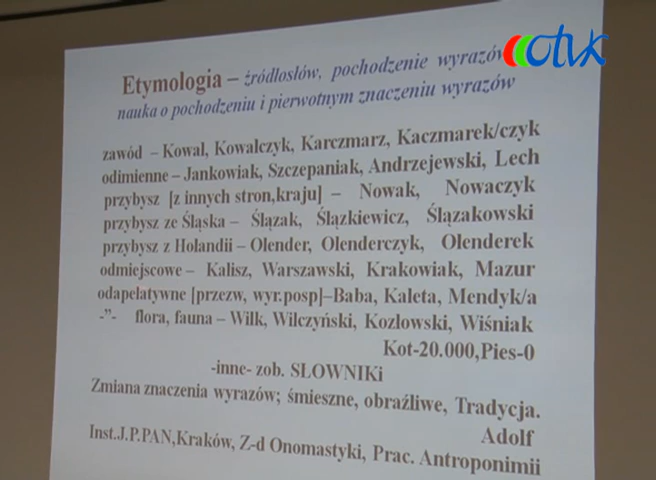 otvk
Etymologia – źródłosłów, pochodzenie wyrazów
nauka o pochodzeniu i pierwotnym znaczeniu wyrazów
zawód – Kowal, Kowalczyk, Karczmarz, Kaczmarek/czyk
odimienne – Jankowiak, Szczepaniak, Andrzejewski, Lech
przybysz [z innych stron,kraju] – Nowak, Nowaczyk
przybysz ze Śląska – Ślązak, Ślązkiewicz, Ślązakowski
przybysz z Holandii – Olender, Olenderczyk, Olenderek
odmiejscowe – Kalisz, Warszawski, Krakowiak, Mazur
odapelatywne [przezw, wyr.posp]–Baba, Kaleta, Mendyk/a
-”- flora, fauna – Wilk, Wilczyński, Kozłowski, Wiśniak
Kot-20.000,Pies-0
-inne- zob. SŁOWNIKi
Zmiana znaczenia wyrazów; śmieszne, obraźliwe, Tradycja.
Adolf
Inst.J.P.PAN,Kraków, Z-d Onomastyki, Prac. Antroponimii